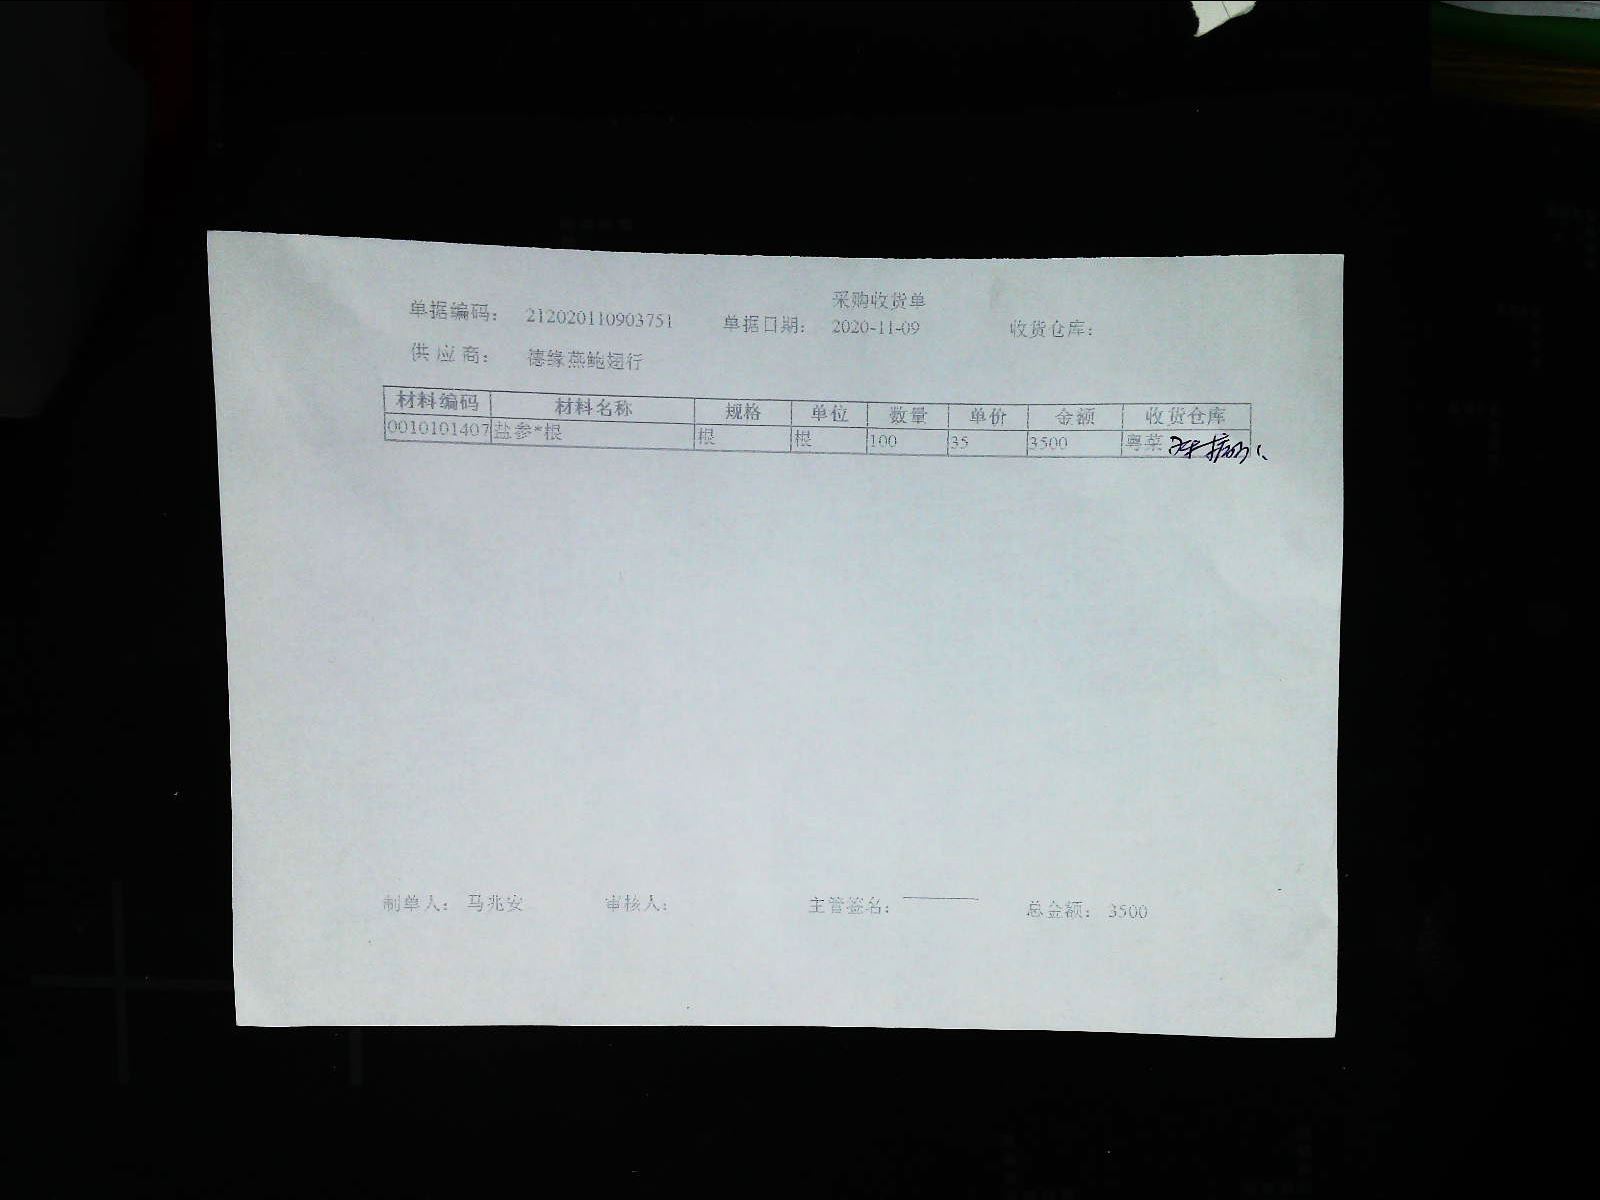 采购收货单
单据编码: 212020110903751 单据日期: 2020-11-09 收货仓库:
供应商: 德缘燕鲍翅行
材料编码 材料名称 规格 单位 数量 单价 金额 收货仓库
0010101407 盐参*根 根 根 100 35 3500 粤菜
制单人: 马兆安 审核人: 主管签名: 总金额: 3500